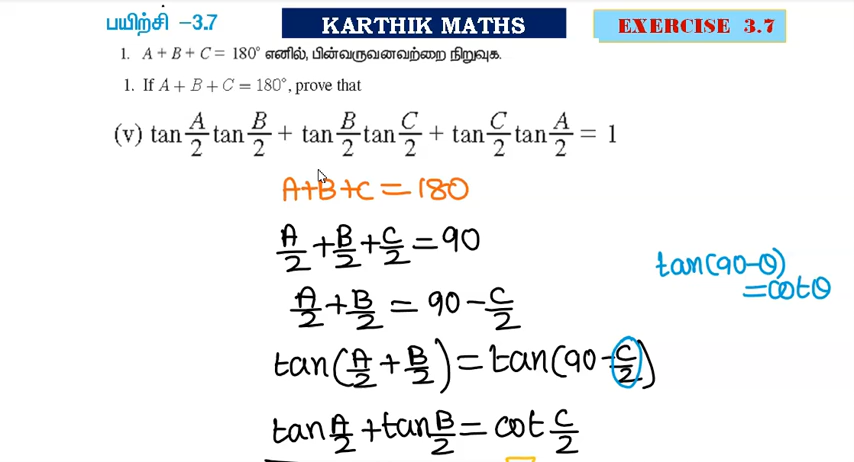 பயிற்சி -3.7 KARTHIK MATHS EXERCISE 3.7
1. A + B + C = 180° எனில், பின்வருவனவற்றை நிறுவுக.
1. If A + B + C = 180°, prove that
(v) tan A/2 tan B/2 + tan B/2 tan C/2 + tan C/2 tan A/2 = 1
A+B+C = 180
A/2 + B/2 + C/2 = 90
A/2 + B/2 = 90 - C/2
tan(90-θ)
=cotθ
tan(A/2 + B/2) = tan(90 - C/2)
tan A/2 + tan B/2 = cot C/2